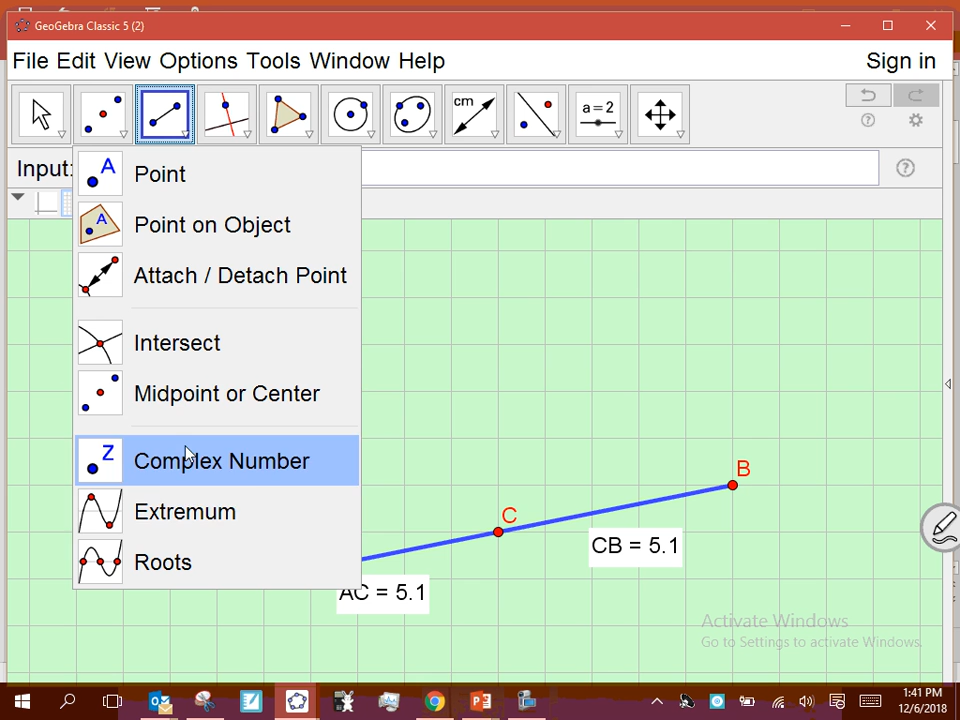 GeoGebra Classic 5 (2)
File Edit View Options Tools Window Help
Sign in
cm
a = 2
Input:
A
Point
A
Point on Object
Attach / Detach Point
Intersect
Midpoint or Center
Z
Complex Number
Extremum
Roots
B
C
CB = 5.1
AC = 5.1
Activate Windows
Go to Settings to activate Windows.
1:41 PM
12/6/2018